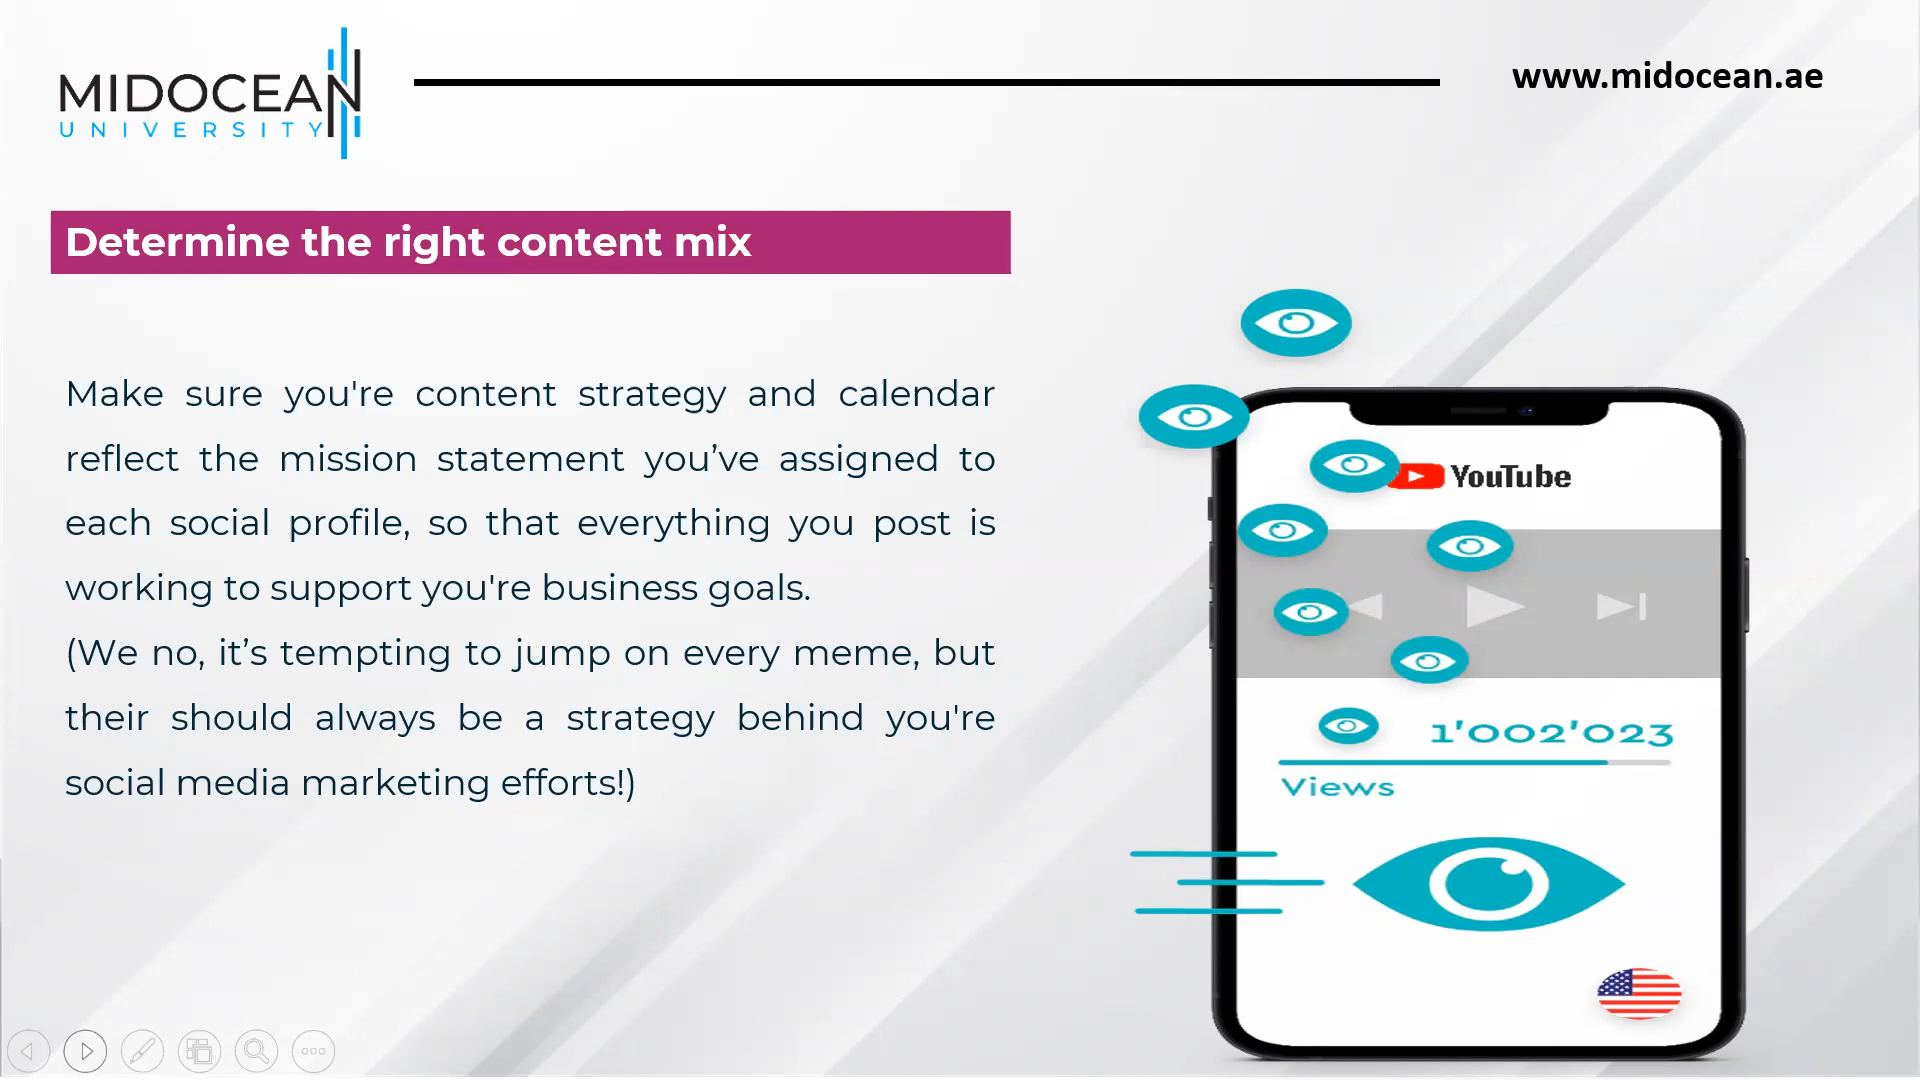 MIDOCEAN
UNIVERSITY
www.midocean.ae
Determine the right content mix
Make sure you're content strategy and calendar
reflect the mission statement you’ve assigned to
each social profile, so that everything you post is
working to support you're business goals.
(We no, it’s tempting to jump on every meme, but
their should always be a strategy behind you're
social media marketing efforts!)
YouTube
1'002'023
Views